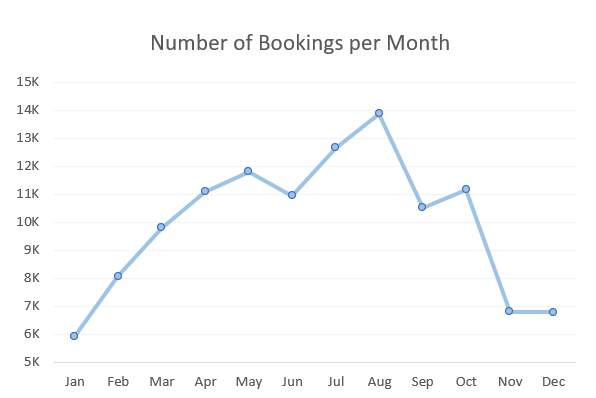 Number of Bookings per Month
15K
14K
13K
12K
11K
10K
9K
8K
7K
6K
5K
Jan Feb Mar Apr May Jun Jul Aug Sep Oct Nov Dec